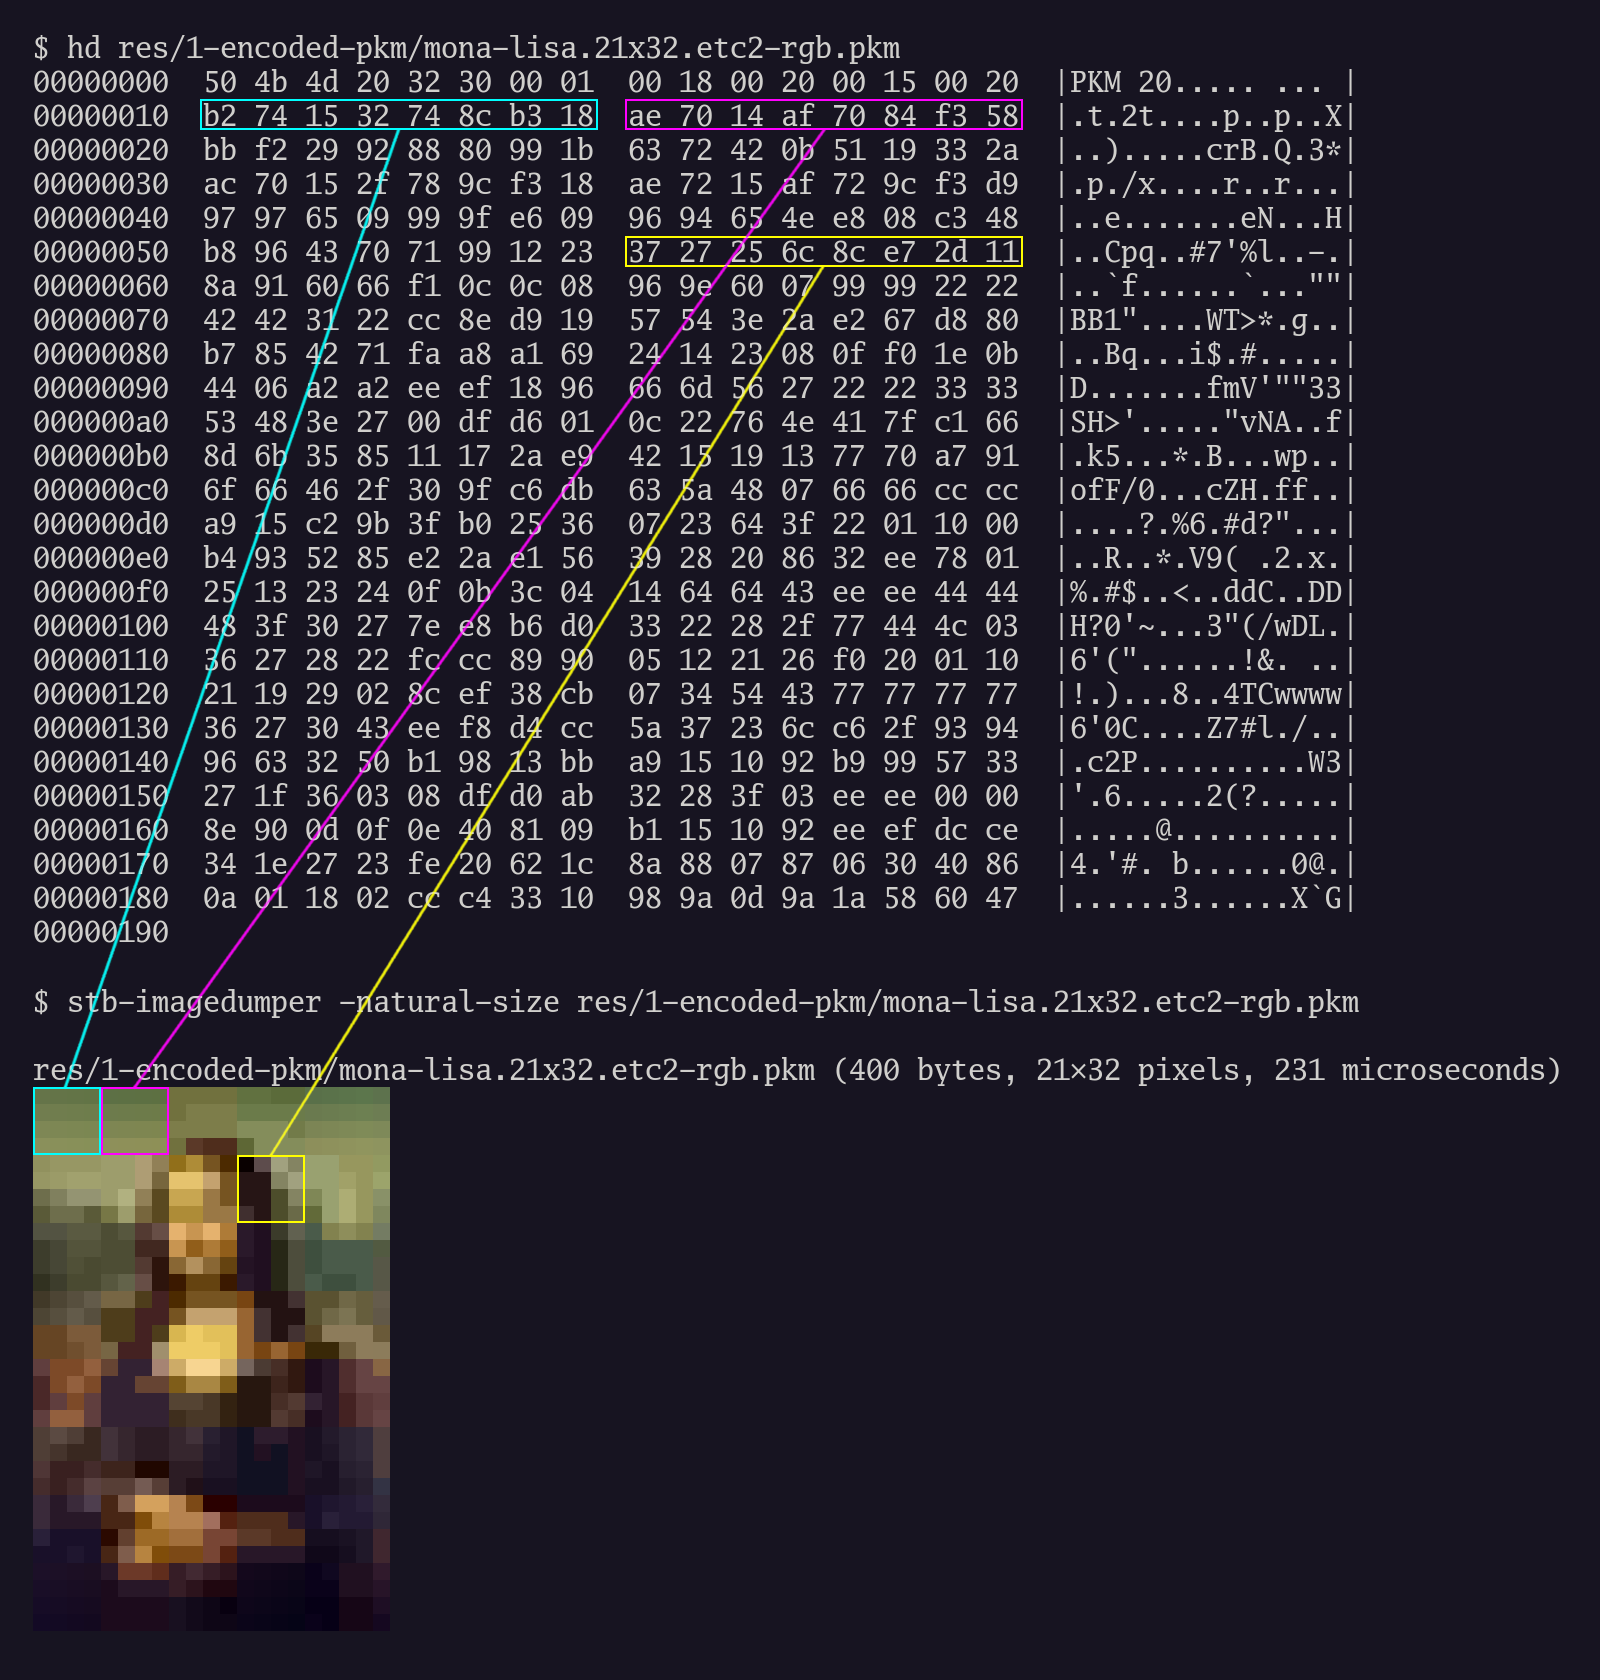 $ hd res/1-encoded-pkm/mona-lisa.21x32.etc2-rgb.pkm
00000000  50 4b 4d 20 32 30 00 01  00 18 00 20 00 15 00 20  |PKM 20..... ... |
00000010  b2 74 15 32 74 8c b3 18  ae 70 14 af 70 84 f3 58  |.t.2t....p..p..X|
00000020  bb f2 29 92 88 80 99 1b  63 72 42 0b 51 19 33 2a  |..).....crB.Q.3*|
00000030  ac 70 15 2f 78 9c f3 18  ae 72 15 af 72 9c f3 d9  |.p./x....r..r...|
00000040  97 97 65 09 99 9f e6 09  96 94 65 4e e8 08 c3 48  |..e.......eN...H|
00000050  b8 96 43 70 71 99 12 23  37 27 25 6c 8c e7 2d 11  |..Cpq..#7'%l..-.|
00000060  8a 91 60 66 f1 0c 0c 08  96 9e 60 07 99 99 22 22  |..`f......`...""|
00000070  42 42 31 22 cc 8e d9 19  57 54 3e 2a e2 67 d8 80  |BB1"....WT>*.g..|
00000080  b7 85 42 71 fa a8 a1 69  24 14 23 08 0f f0 1e 0b  |..Bq...i$.#.....|
00000090  44 06 a2 a2 ee ef 18 96  66 6d 56 27 22 22 33 33  |D.......fmV'""33|
000000a0  53 48 3e 27 00 df d6 01  0c 22 76 4e 41 7f c1 66  |SH>'....."vNA..f|
000000b0  8d 6b 35 85 11 17 2a e9  42 15 19 13 77 70 a7 91  |.k5...*.B...wp..|
000000c0  6f 66 46 2f 30 9f c6 db  63 5a 48 07 66 66 cc cc  |ofF/0...cZH.ff..|
000000d0  a9 15 c2 9b 3f b0 25 36  07 23 64 3f 22 01 10 00  |....?.%6.#d?"...|
000000e0  b4 93 52 85 e2 2a e1 56  39 28 20 86 32 ee 78 01  |..R..*.V9( .2.x.|
000000f0  25 13 23 24 0f 0b 3c 04  14 64 64 43 ee ee 44 44  |%.#$..<..ddC..DD|
00000100  48 3f 30 27 7e e8 b6 d0  33 22 28 2f 77 44 4c 03  |H?0'~...3"(/wDL.|
00000110  36 27 28 22 fc cc 89 90  05 12 21 26 f0 20 01 10  |6'("......!&. ..|
00000120  21 19 29 02 8c ef 38 cb  07 34 54 43 77 77 77 77  |!.)...8..4TCwwww|
00000130  36 27 30 43 ee f8 d4 cc  5a 37 23 6c c6 2f 93 94  |6'0C....Z7#l./..|
00000140  96 63 32 50 b1 98 13 bb  a9 15 10 92 b9 99 57 33  |.c2P..........W3|
00000150  27 1f 36 03 08 df d0 ab  32 28 3f 03 ee ee 00 00  |'.6.....2(?.....|
00000160  8e 90 0d 0f 0e 40 81 09  b1 15 10 92 ee ef dc ce  |.....@..........|
00000170  34 1e 27 23 fe 20 62 1c  8a 88 07 87 06 30 40 86  |4.'#. b......0@.|
00000180  0a 01 18 02 cc c4 33 10  98 9a 0d 9a 1a 58 60 47  |......3......X`G|
00000190
$ stb-imagedumper -natural-size res/1-encoded-pkm/mona-lisa.21x32.etc2-rgb.pkm
res/1-encoded-pkm/mona-lisa.21x32.etc2-rgb.pkm (400 bytes, 21×32 pixels, 231 microseconds)